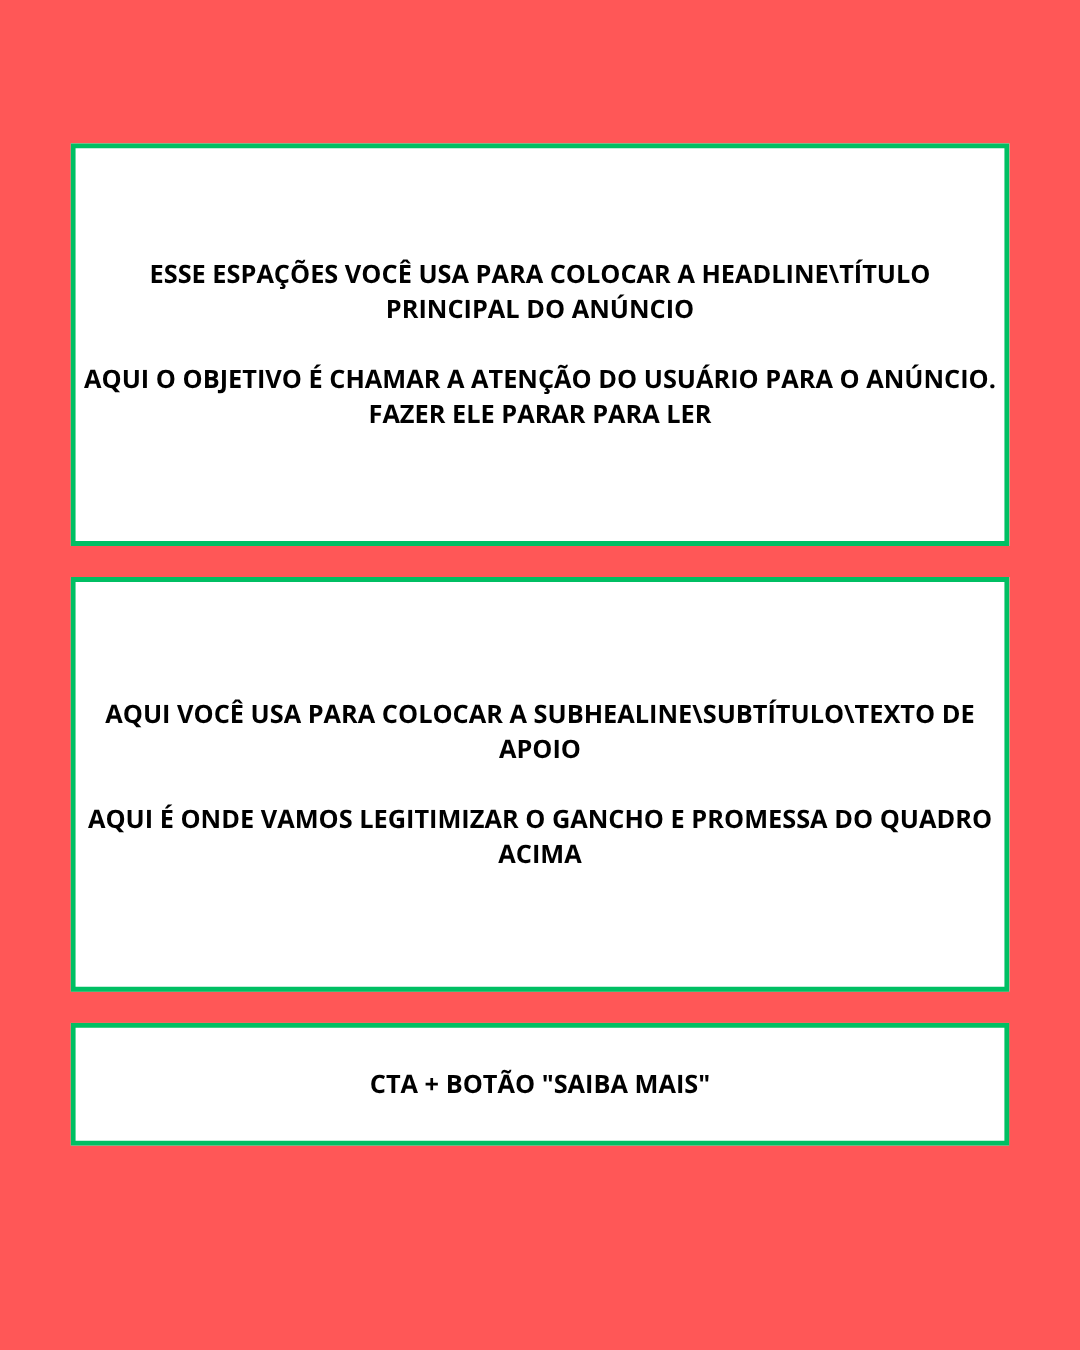 ESSE ESPAÇÕES VOCÊ USA PARA COLOCAR A HEADLINE\TÍTULO
PRINCIPAL DO ANÚNCIO
AQUI O OBJETIVO É CHAMAR A ATENÇÃO DO USUÁRIO PARA O ANÚNCIO.
FAZER ELE PARAR PARA LER
AQUI VOCÊ USA PARA COLOCAR A SUBHEALINE\SUBTÍTULO\TEXTO DE
APOIO
AQUI É ONDE VAMOS LEGITIMIZAR O GANCHO E PROMESSA DO QUADRO
ACIMA
CTA + BOTÃO "SAIBA MAIS"